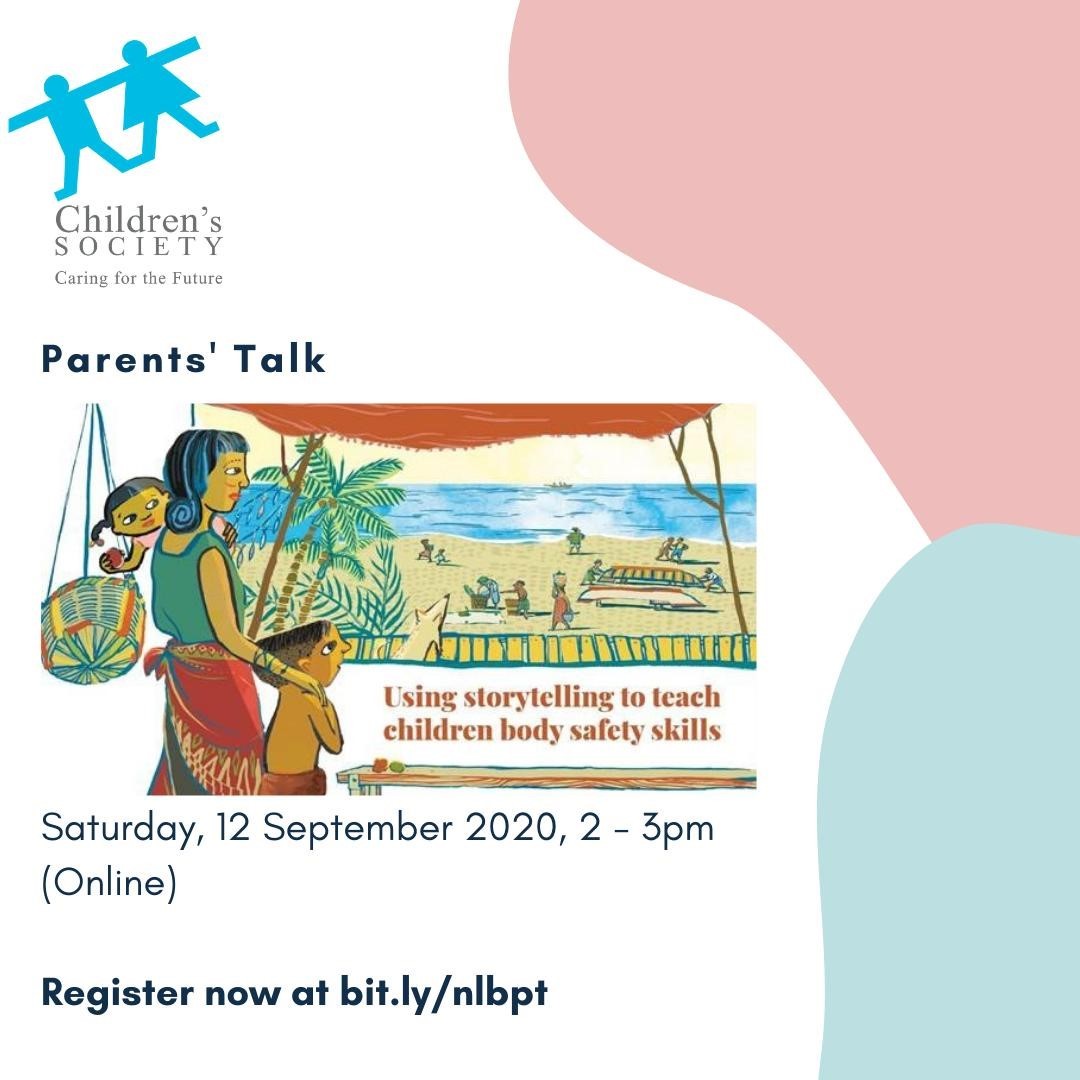 Children's
SOCIETY
Caring for the Future
Parents' Talk
Using storytelling to teach
children body safety skills
Saturday, 12 September 2020, 2 - 3pm
(Online)
Register now at bit.ly/nlbpt